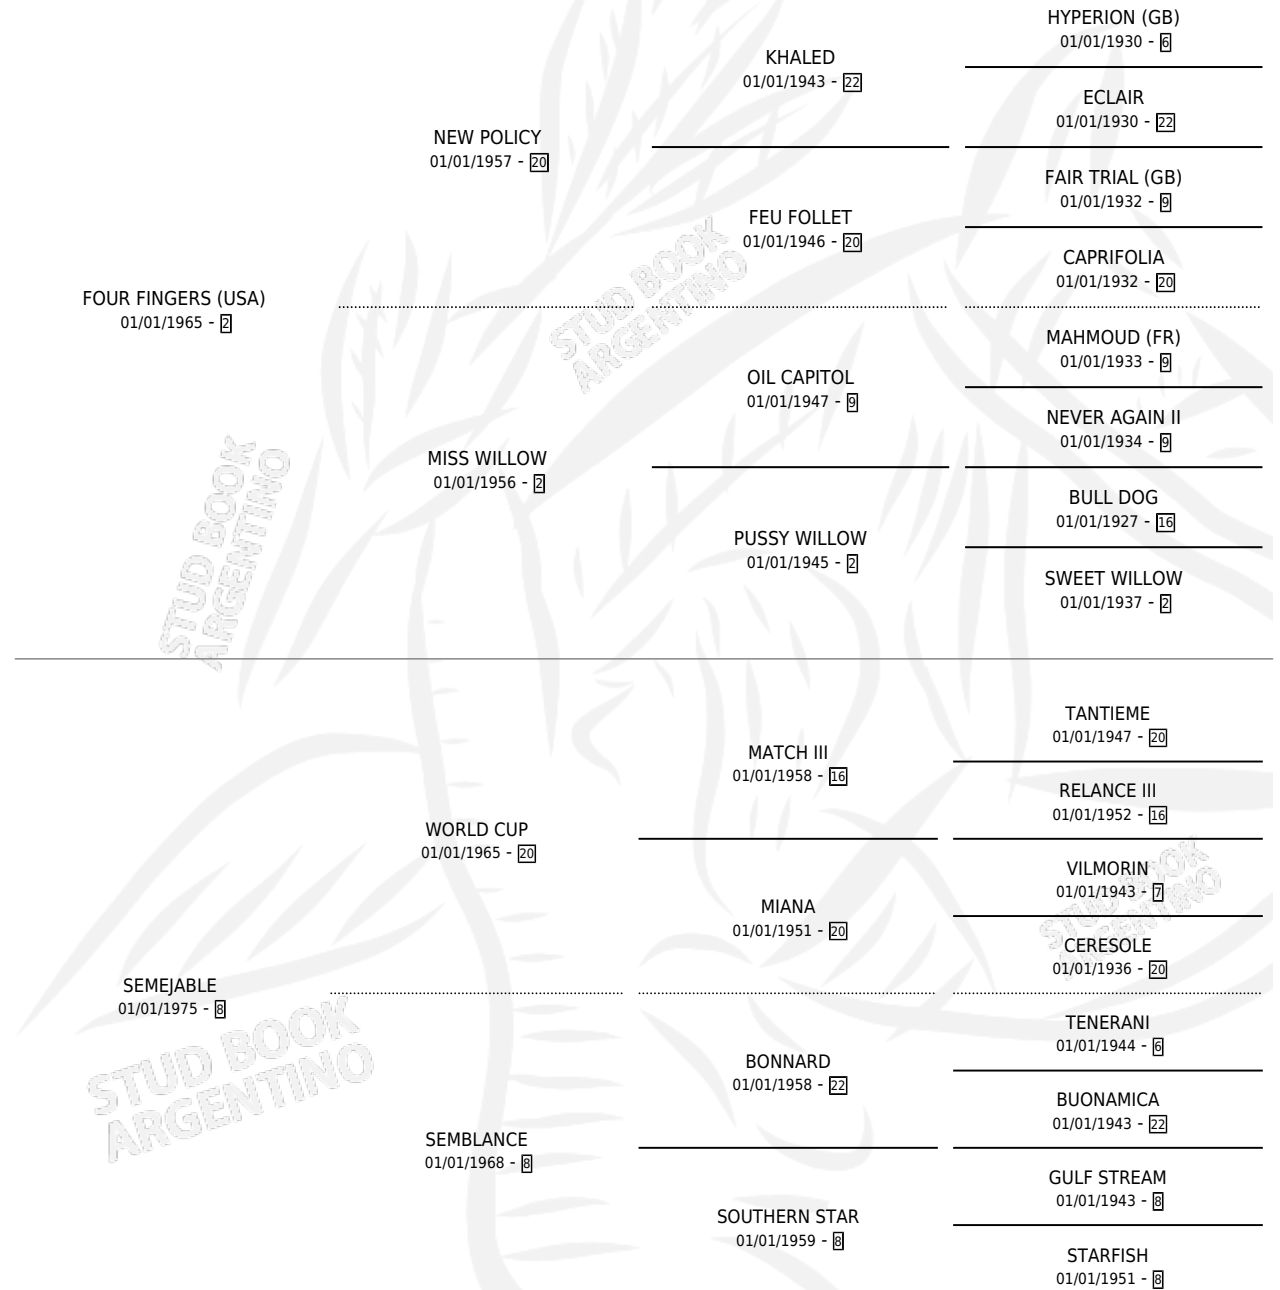 HYPERION (GB)
01/01/1930 - 6
KHALED
01/01/1943 - 22
ECLAIR
01/01/1930 - 22
NEW POLICY
01/01/1957 - 20
FAIR TRIAL (GB)
01/01/1932 - 9
FEU FOLLET
01/01/1946 - 20
CAPRIFOLIA
01/01/1932 - 20
FOUR FINGERS (USA)
01/01/1965 - 2
MAHMOUD (FR)
01/01/1933 - 9
OIL CAPITOL
01/01/1947 - 9
NEVER AGAIN II
01/01/1934 - 9
MISS WILLOW
01/01/1956 - 2
BULL DOG
01/01/1927 - 16
PUSSY WILLOW
01/01/1945 - 2
SWEET WILLOW
01/01/1937 - 2
TANTIEME
01/01/1947 - 20
MATCH III
01/01/1958 - 16
RELANCE III
01/01/1952 - 16
WORLD CUP
01/01/1965 - 20
VILMORIN
01/01/1943 - 7
MIANA
01/01/1951 - 20
CERESOLE
01/01/1936 - 20
SEMEJABLE
01/01/1975 - 8
TENERANI
01/01/1944 - 6
BONNARD
01/01/1958 - 22
BUONAMICA
01/01/1943 - 22
SEMBLANCE
01/01/1968 - 8
GULF STREAM
01/01/1943 - 8
SOUTHERN STAR
01/01/1959 - 8
STARFISH
01/01/1951 - 8
STUD BOOK
ARGENTINO
STUD BOOK
ARGENTINO
STUD BOOK
ARGENTINO
STUD BOOK
ARGENTINO